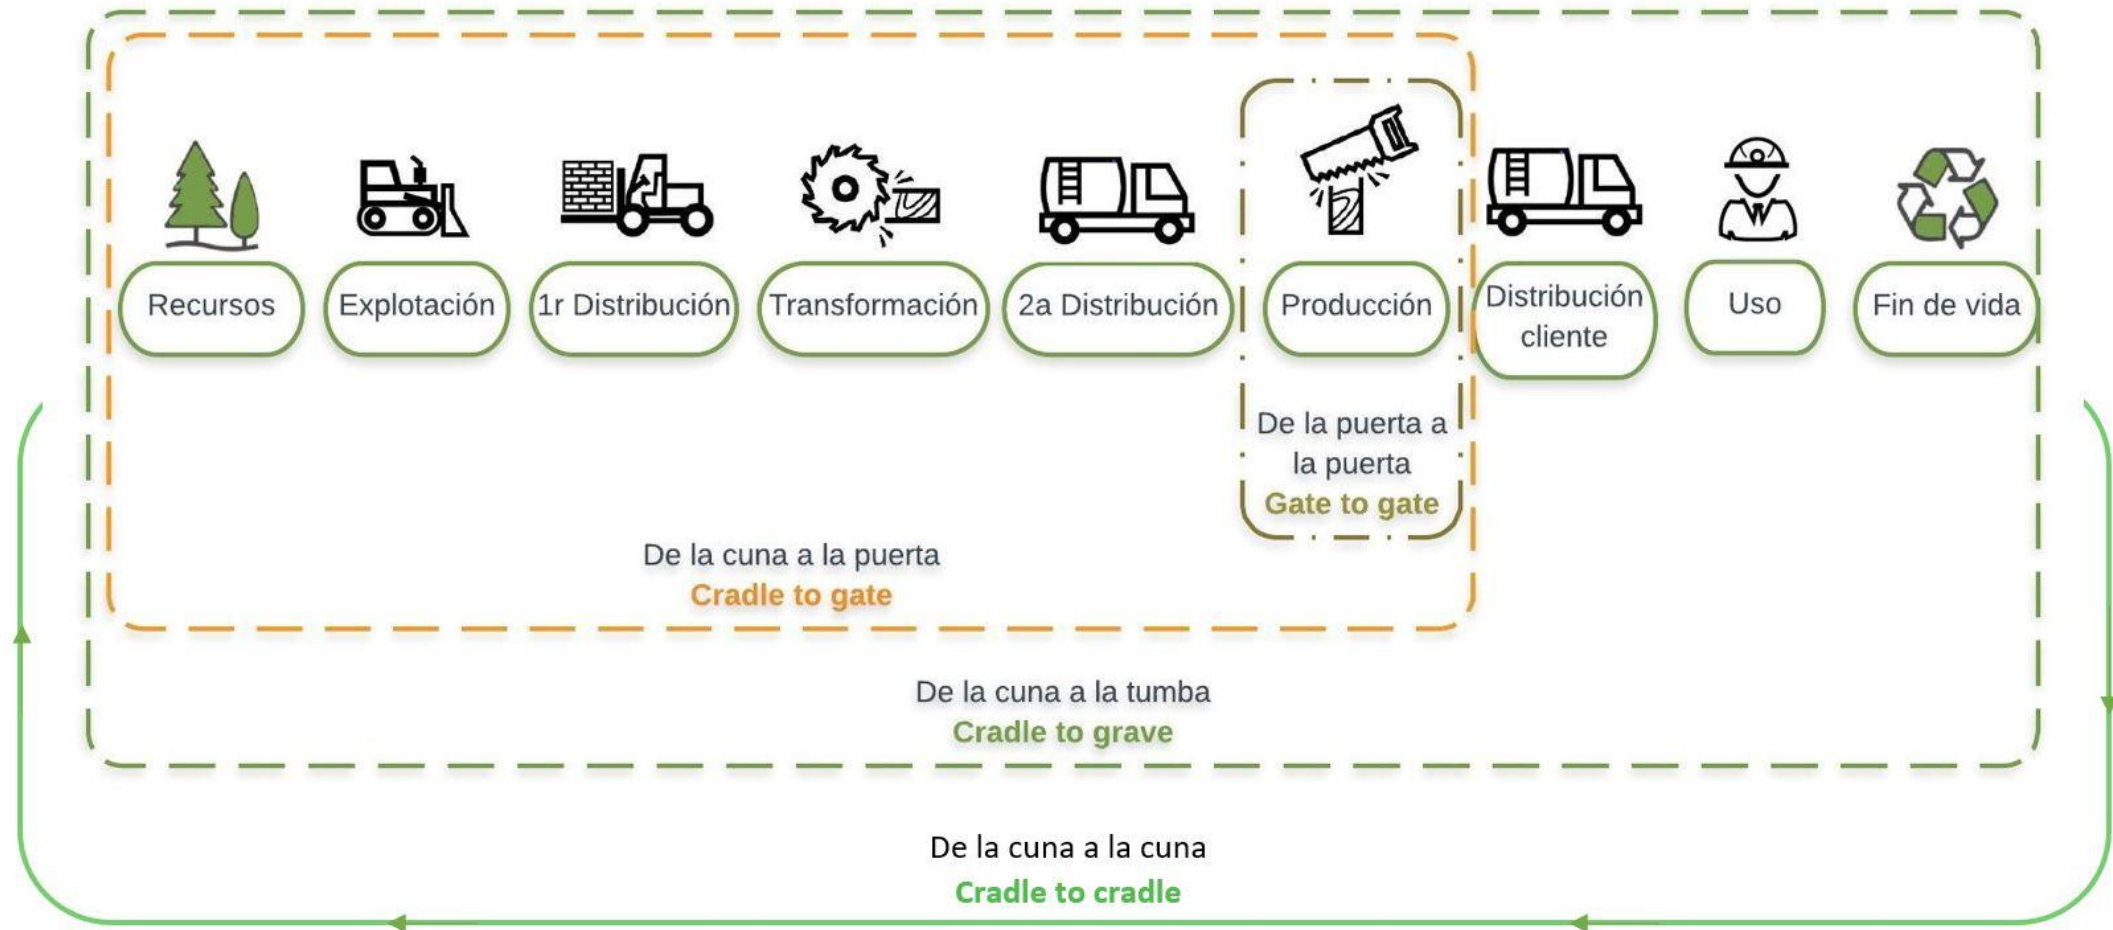 Recursos
Explotación
1r Distribución
Transformación
2a Distribución
Producción
Distribución
cliente
Uso
Fin de vida
De la puerta a
la puerta
Gate to gate
De la cuna a la puerta
Cradle to gate
De la cuna a la tumba
Cradle to grave
De la cuna a la cuna
Cradle to cradle